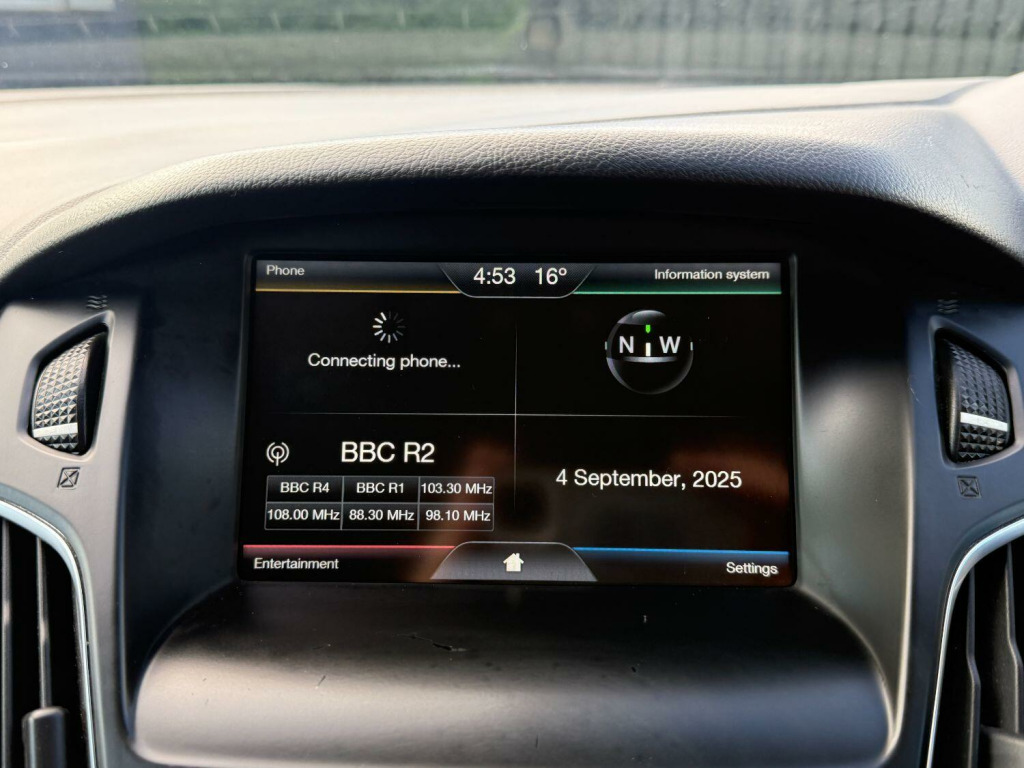 Phone
4:53 16°
Information system
Connecting phone...
N W
BBC R2
BBC R4 BBC R1 103.30 MHz
108.00 MHz 88.30 MHz 98.10 MHz
4 September, 2025
Entertainment
Settings